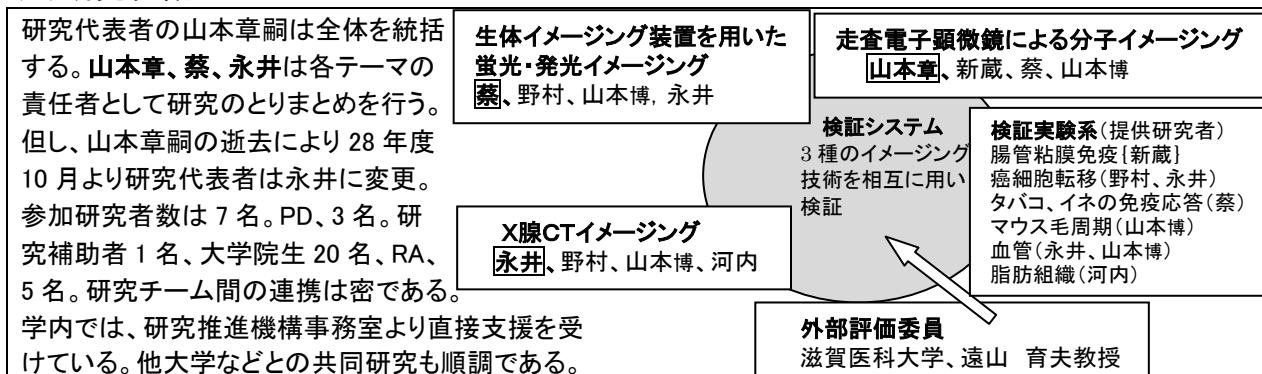 研究代表者の山本章嗣は全体を統括
する。山本章、蔡、永井は各テーマの
責任者として研究のとりまとめを行う。
但し、山本章嗣の逝去により 28 年度
10 月より研究代表者は永井に変更。
参加研究者数は 7 名。PD、3 名。研
究補助者 1 名、大学院生 20 名、RA、
5 名。研究チーム間の連携は密である。
学内では、研究推進機構事務室より直接支援を受
けている。他大学などとの共同研究も順調である。
生体イメージング装置を用いた
蛍光・発光イメージング
蔡、野村、山本博, 永井
走査電子顕微鏡による分子イメージング
山本章、新蔵、蔡、山本博
検証システム
3 種のイメージング
技術を相互に用い
検証
検証実験系(提供研究者)
腸管粘膜免疫{新蔵}
癌細胞転移(野村、永井)
タバコ、イネの免疫応答(蔡)
マウス毛周期(山本博)
血管(永井、山本博)
脂肪組織(河内)
X腺CTイメージング
永井、野村、山本博、河内
外部評価委員
滋賀医科大学、遠山 育夫教授